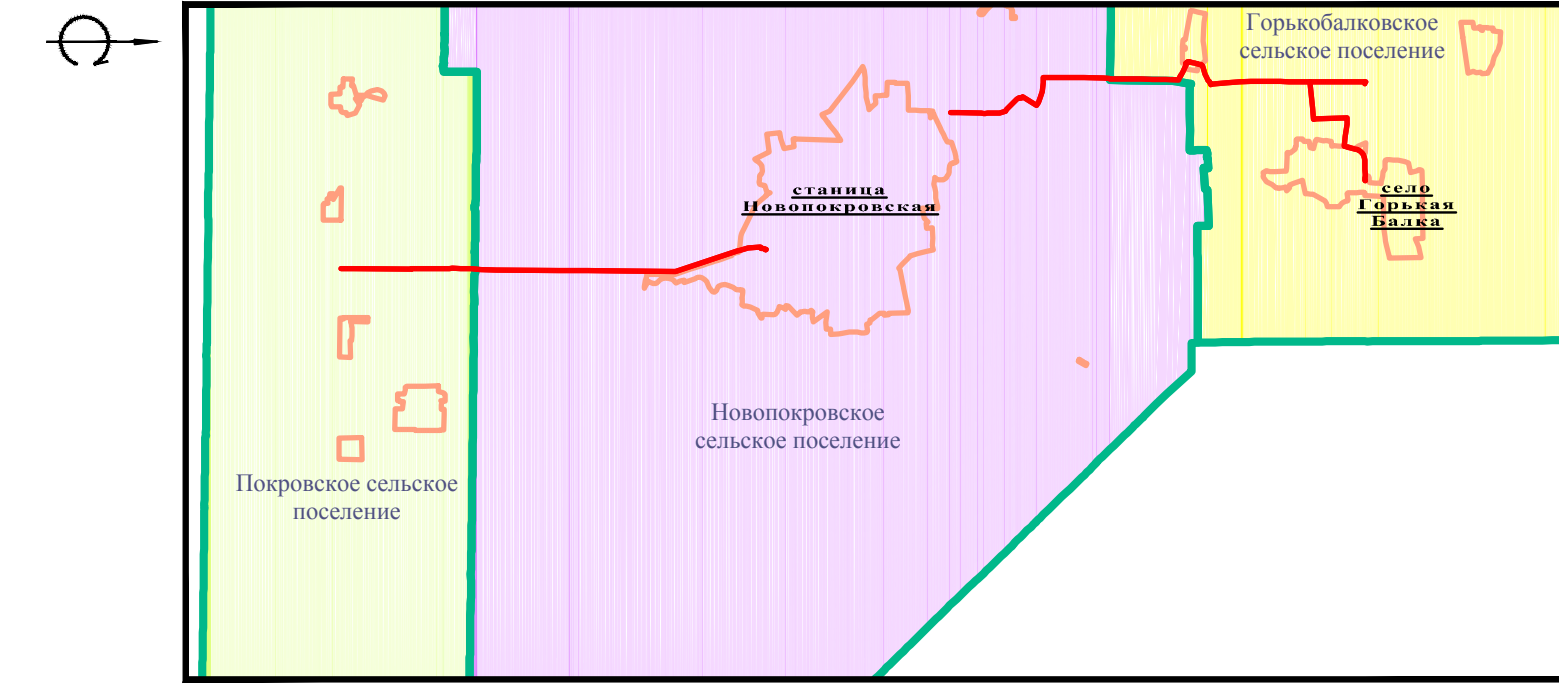 Горькобалковское
сельское поселение
станица
Новопокровская
село
Горькая
Балка
Новопокровское
сельское поселение
Покровское сельское
поселение